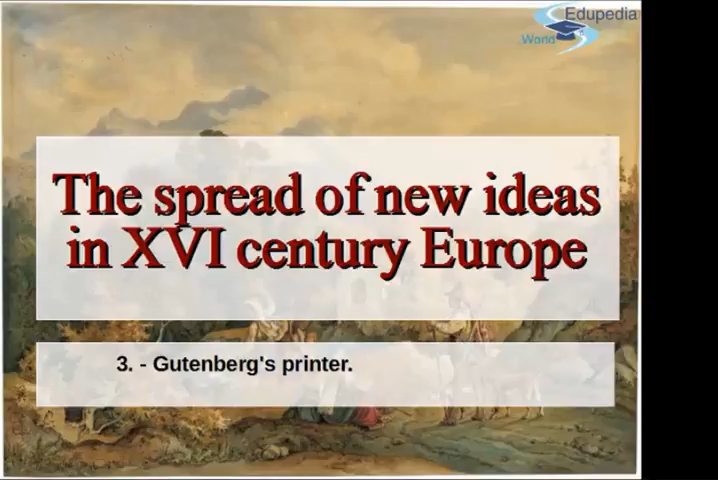 Edupedia
World
The spread of new ideas
in XVI century Europe
3. - Gutenberg's printer.